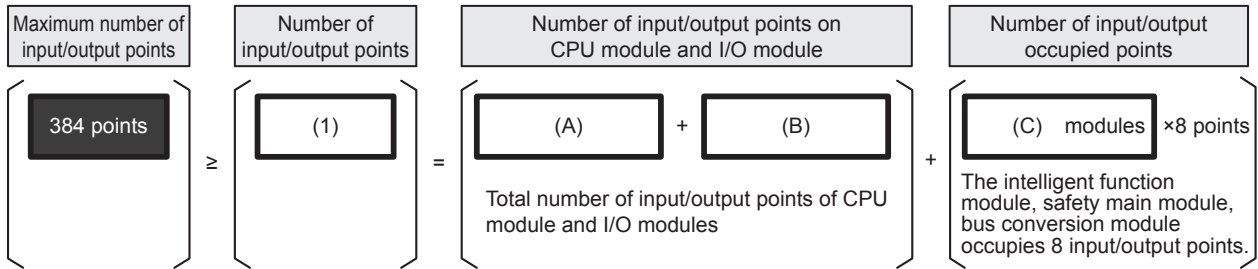 Maximum number of
input/output points
Number of
input/output points
Number of input/output points on
CPU module and I/O module
Number of input/output
occupied points
384 points
≥
(1)
=
(A)
+
(B)
+
(C) modules ×8 points
Total number of input/output points of CPU
module and I/O modules
The intelligent function
module, safety main module,
bus conversion module
occupies 8 input/output points.